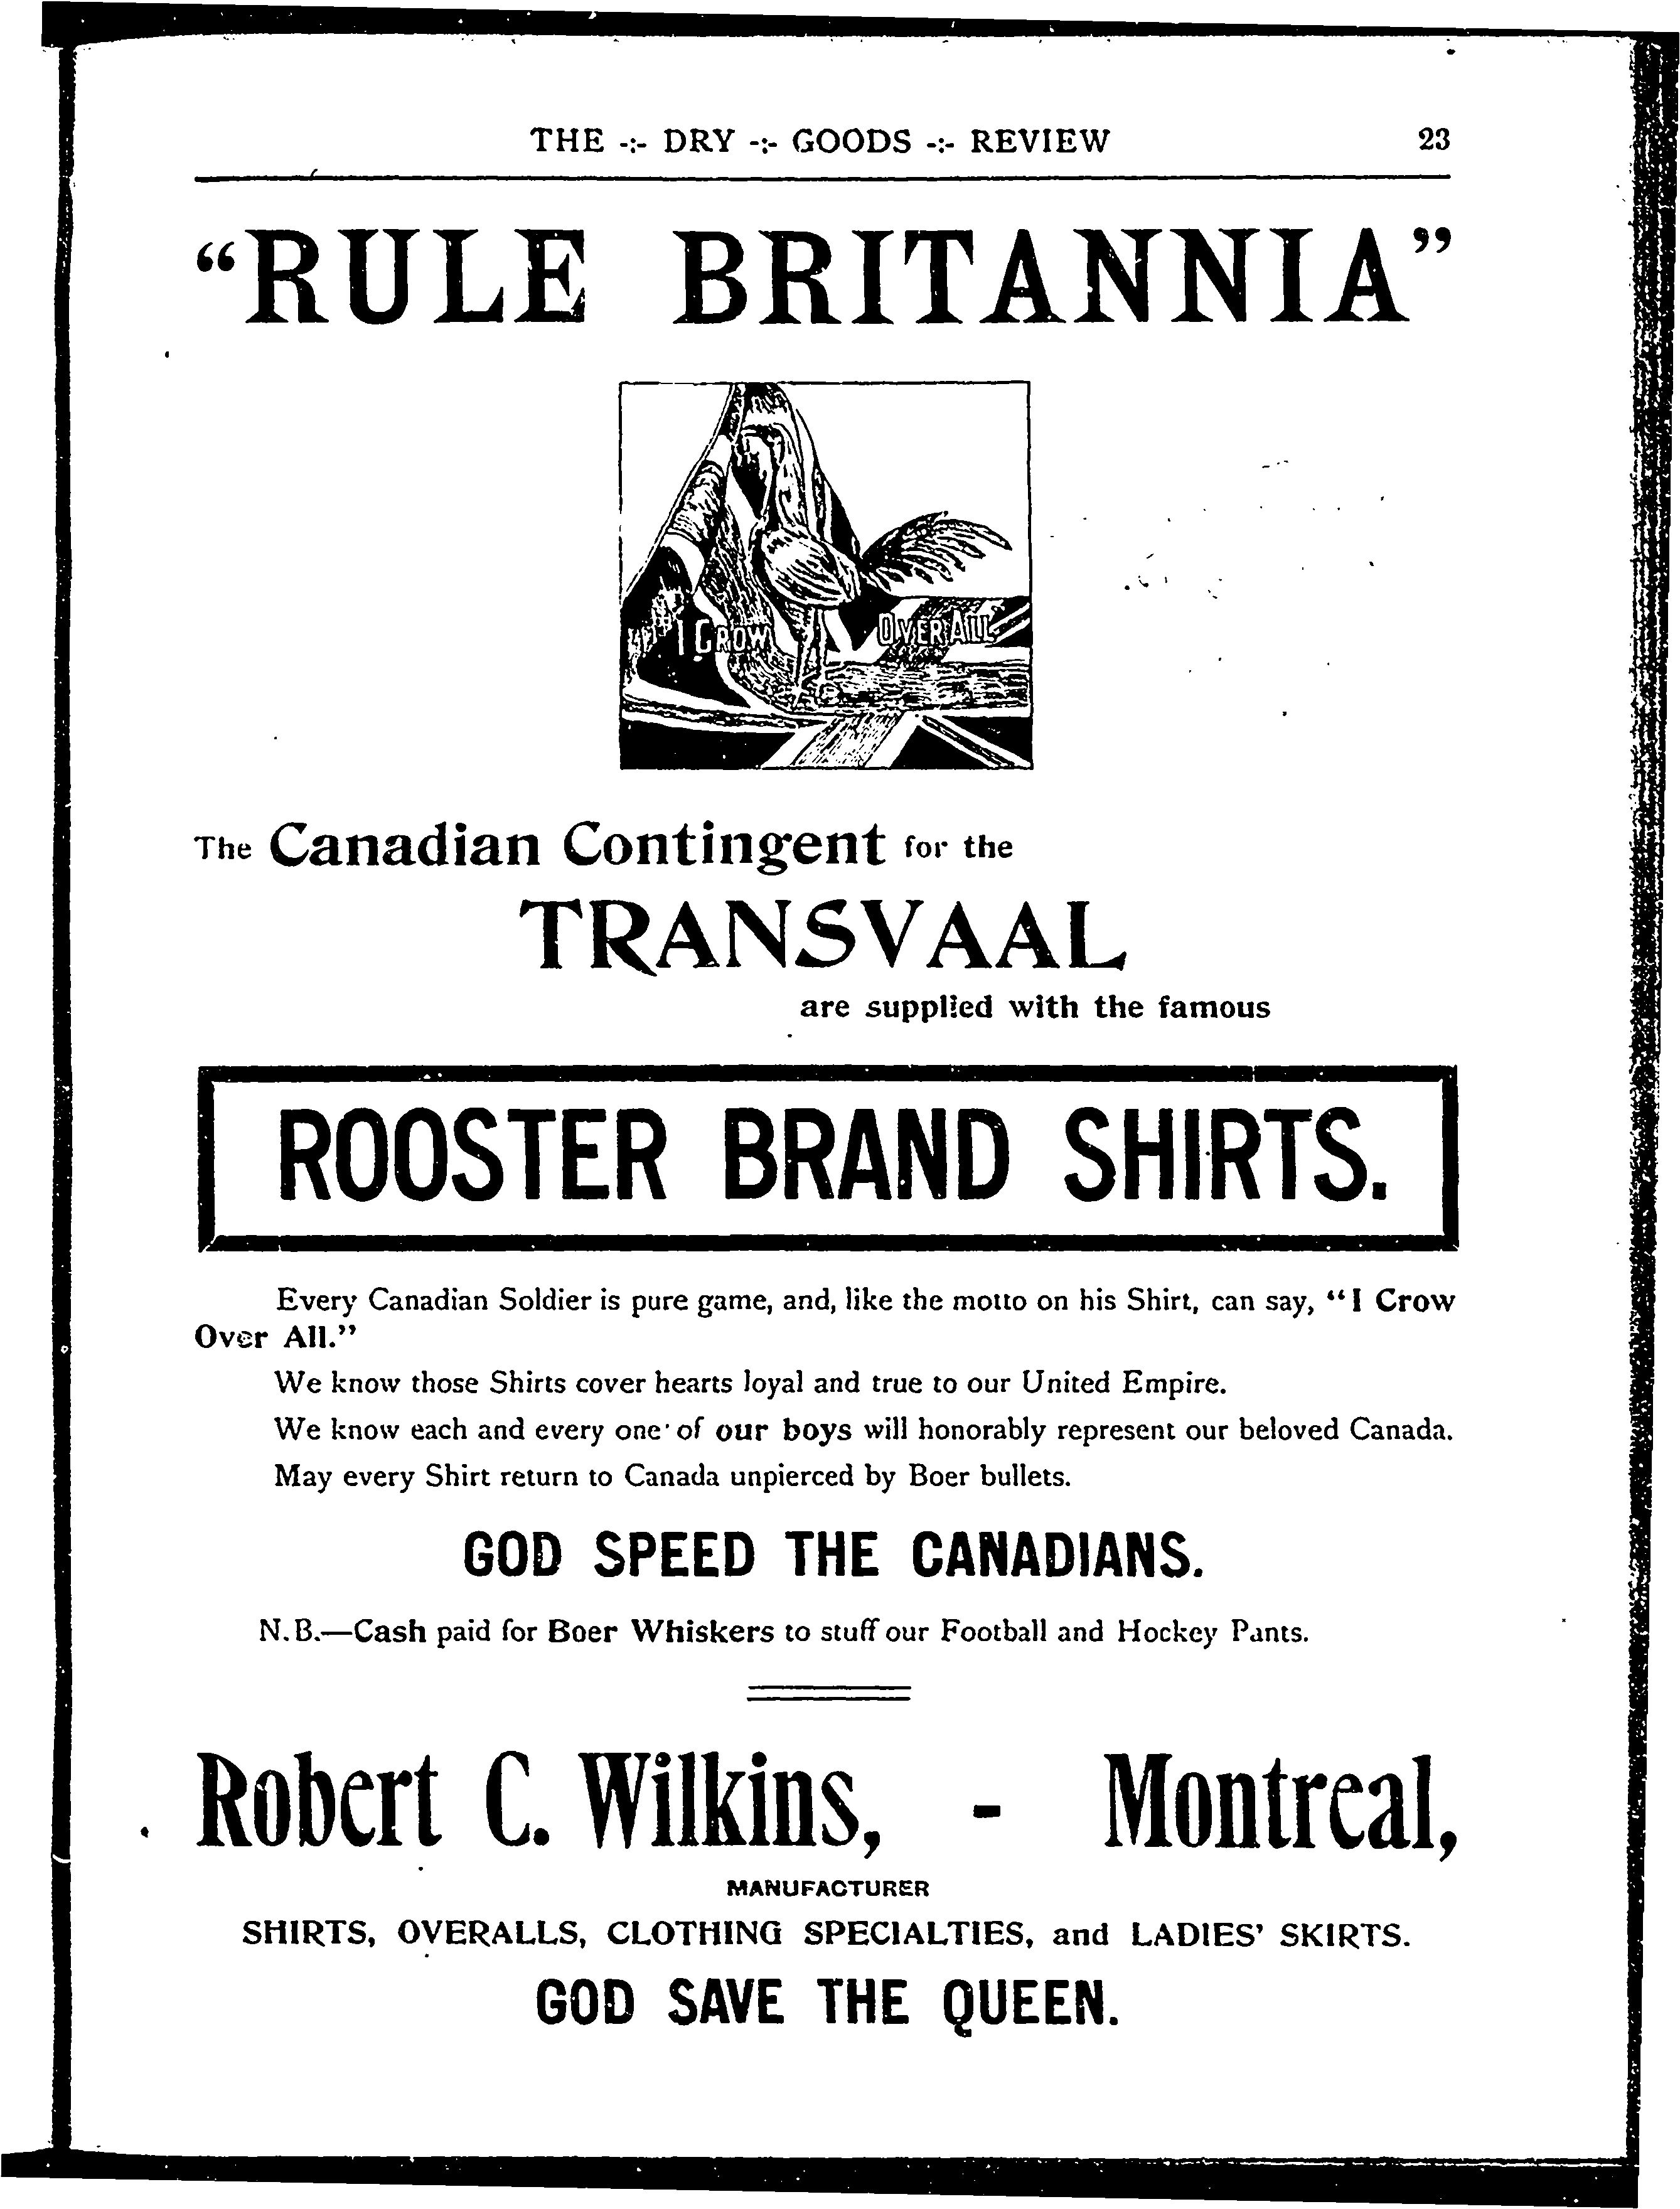 THE -:- DRY -:- GOODS -:- REVIEW 23
“RULE BRITANNIA”
I CROW OVER ALL
The Canadian Contingent for the
TRANSVAAL
are supplied with the famous
ROOSTER BRAND SHIRTS.
Every Canadian Soldier is pure game, and, like the motto on his Shirt, can say, “I Crow
Over All.”
We know those Shirts cover hearts loyal and true to our United Empire.
We know each and every one of our boys will honorably represent our beloved Canada.
May every Shirt return to Canada unpierced by Boer bullets.
GOD SPEED THE CANADIANS.
N.B.—Cash paid for Boer Whiskers to stuff our Football and Hockey Pants.
Robert C. Wilkins, - Montreal,
MANUFACTURER
SHIRTS, OVERALLS, CLOTHING SPECIALTIES, and LADIES’ SKIRTS.
GOD SAVE THE QUEEN.